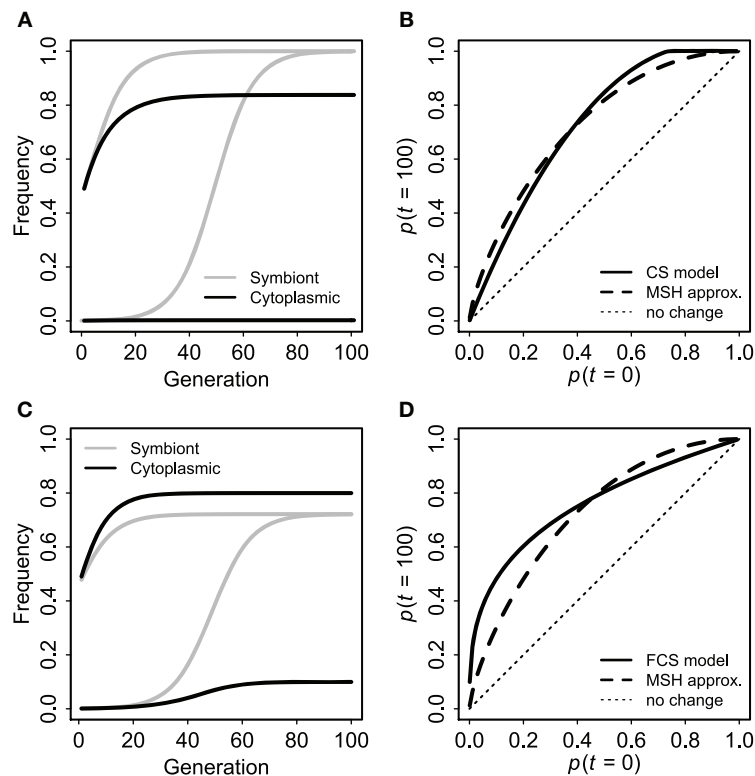 A
Frequency
0.0 0.2 0.4 0.6 0.8 1.0
Symbiont
Cytoplasmic
0 20 40 60 80 100
Generation
B
p(t = 100)
0.0 0.2 0.4 0.6 0.8 1.0
CS model
MSH approx.
no change
0.0 0.2 0.4 0.6 0.8 1.0
p(t = 0)
C
Frequency
0.0 0.2 0.4 0.6 0.8 1.0
Symbiont
Cytoplasmic
0 20 40 60 80 100
Generation
D
p(t = 100)
0.0 0.2 0.4 0.6 0.8 1.0
FCS model
MSH approx.
no change
0.0 0.2 0.4 0.6 0.8 1.0
p(t = 0)